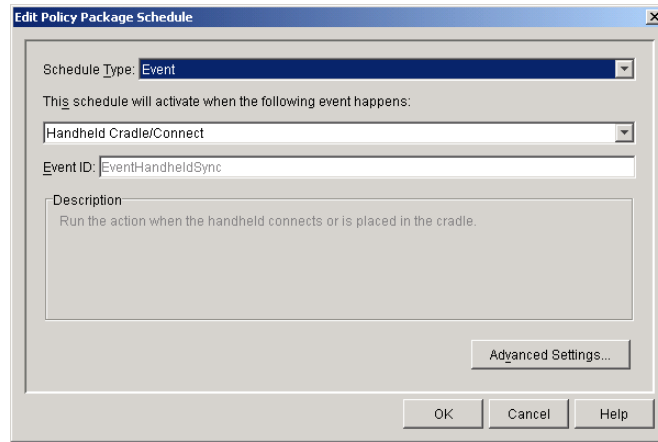 Edit Policy Package Schedule
Schedule Type: Event
This schedule will activate when the following event happens:
Handheld Cradle/Connect
Event ID: EventHandheldSync
Description
Run the action when the handheld connects or is placed in the cradle.
Advanced Settings...
OK Cancel Help